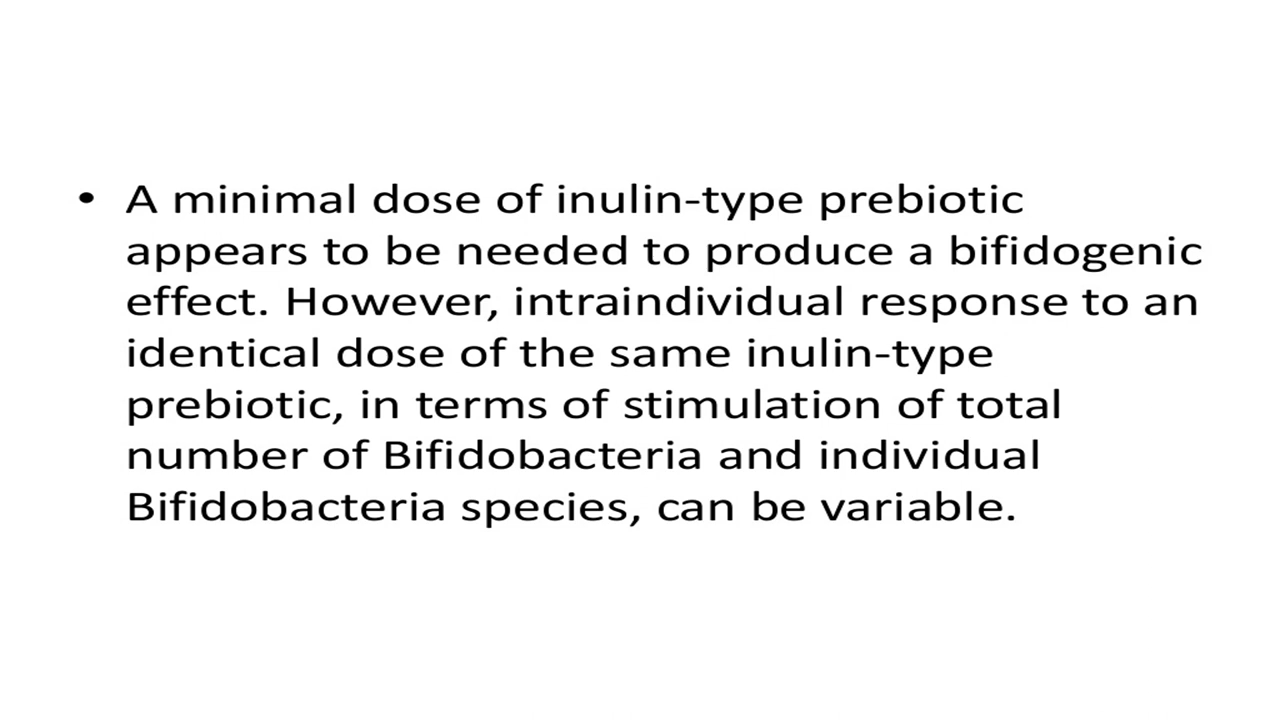 • A minimal dose of inulin-type prebiotic
appears to be needed to produce a bifidogenic
effect. However, intraindividual response to an
identical dose of the same inulin-type
prebiotic, in terms of stimulation of total
number of Bifidobacteria and individual
Bifidobacteria species, can be variable.